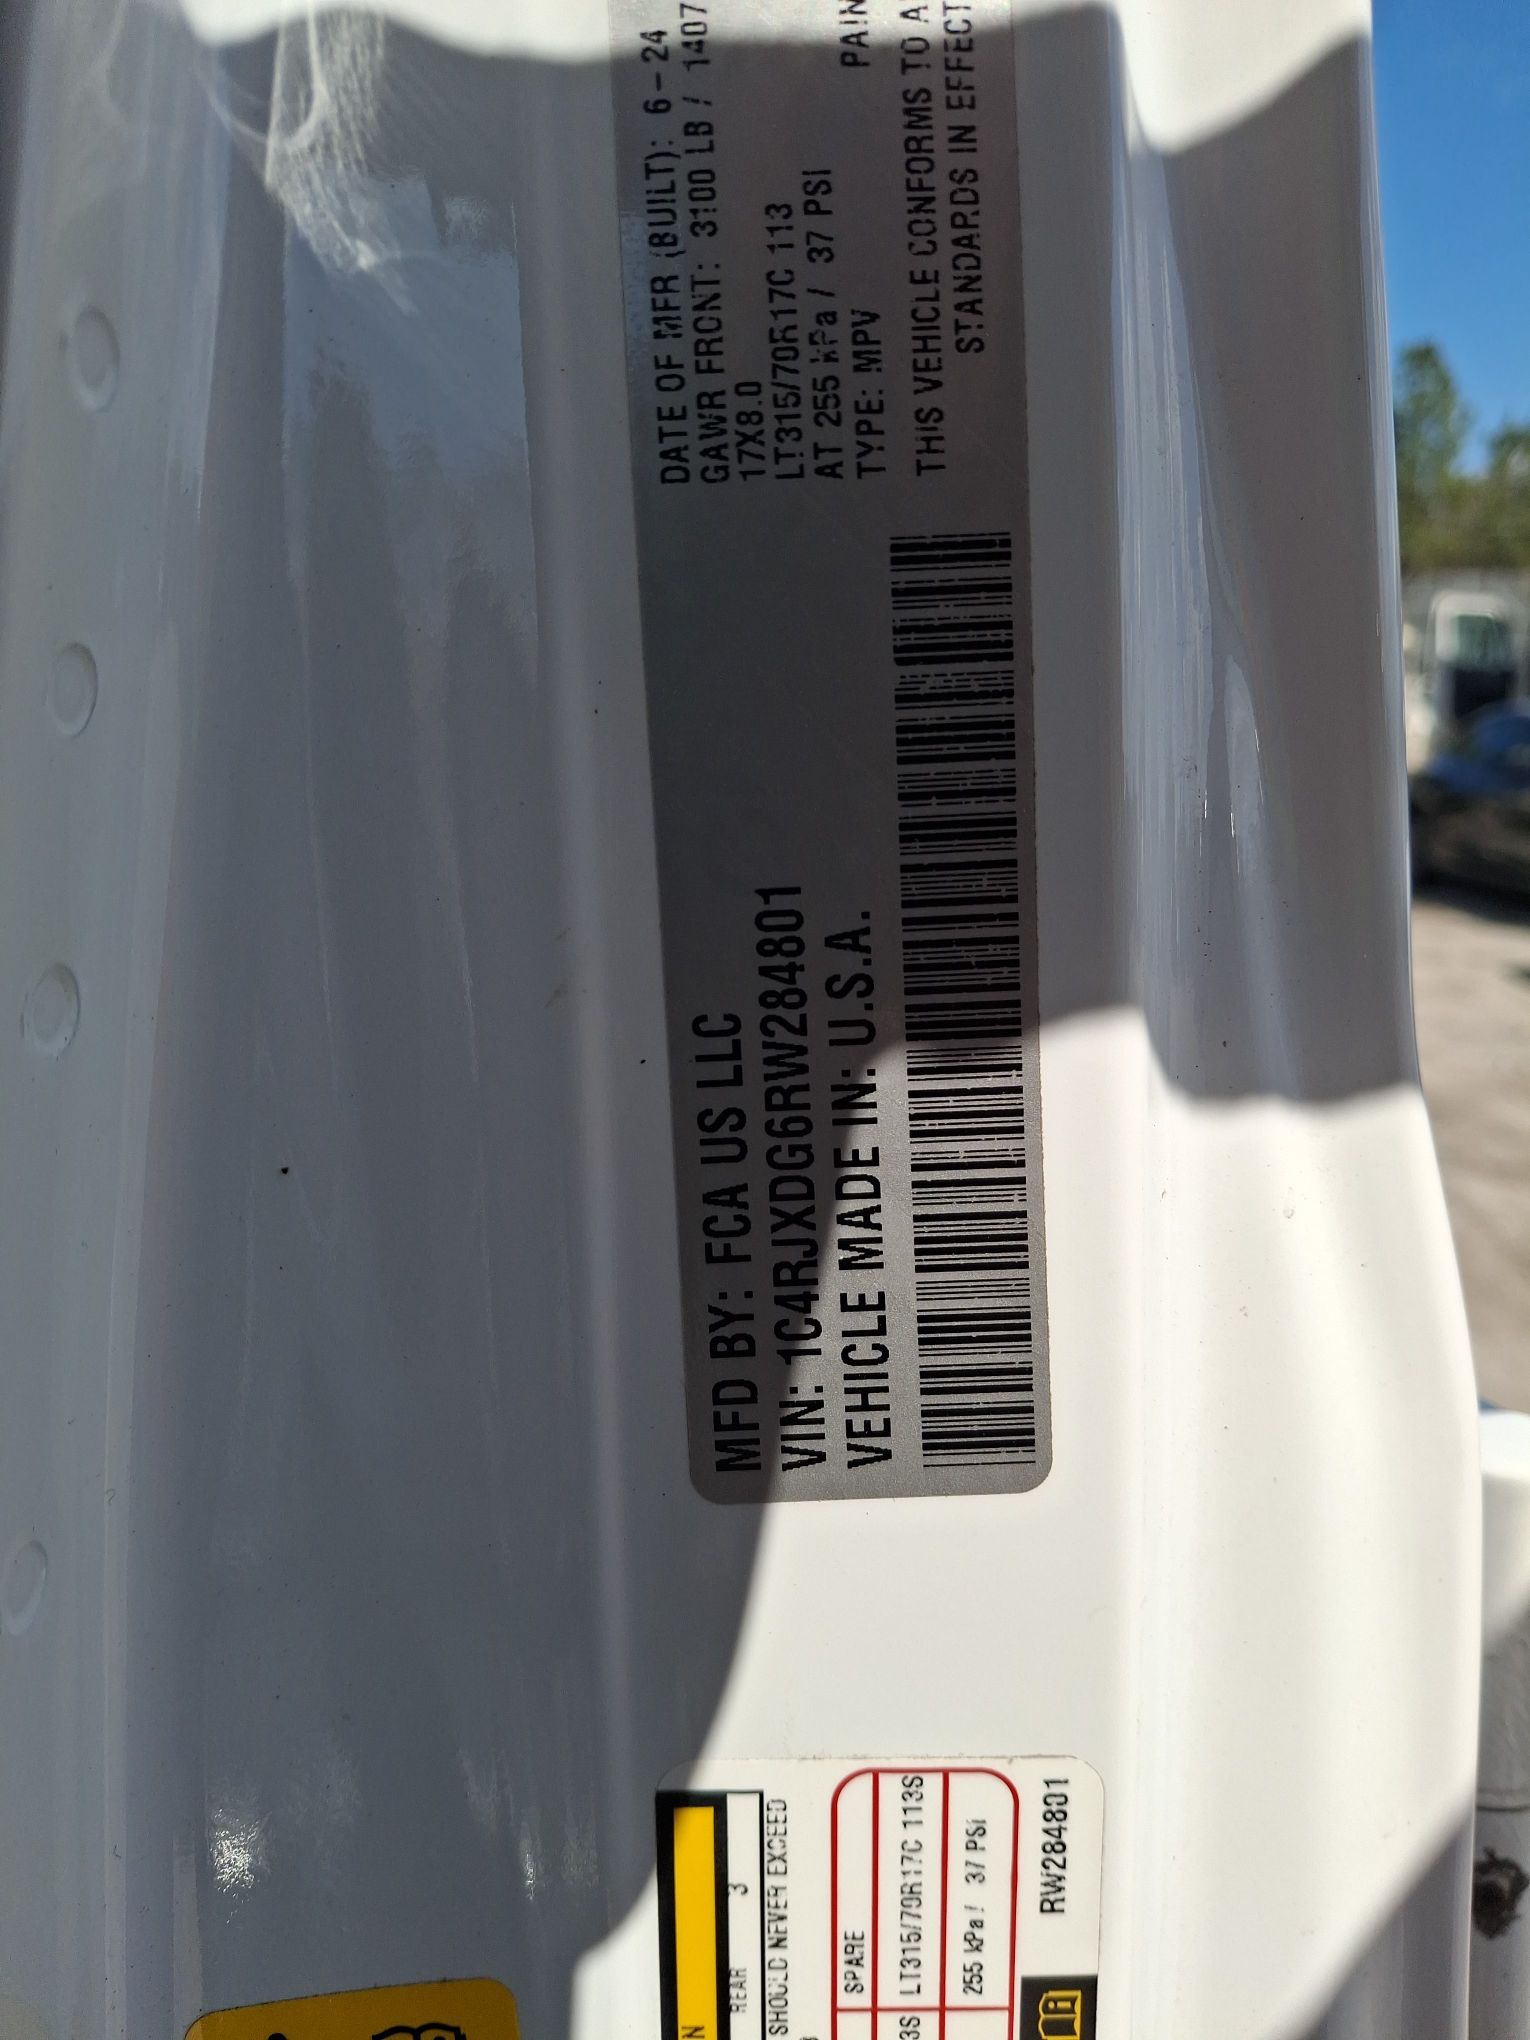 MFD BY: FCA US LLC
VIN: 1C4RJXDG6RW284801
VEHICLE MADE IN: U.S.A.
DATE OF MFR (BUILT): 6-24
GAWR FRONT: 3100 LB / 1407
17X8.0
LT315/70R17C 113
AT 255 kPa / 37 PSI
TYPE: MPV PAIN
THIS VEHICLE CONFORMS TO A
STANDARDS IN EFFECT
N
REAR 3
SHOULD NEVER EXCEED
SPARE
3S LT315/70R17C 113S
255 kPa / 37 PSI
RW284801